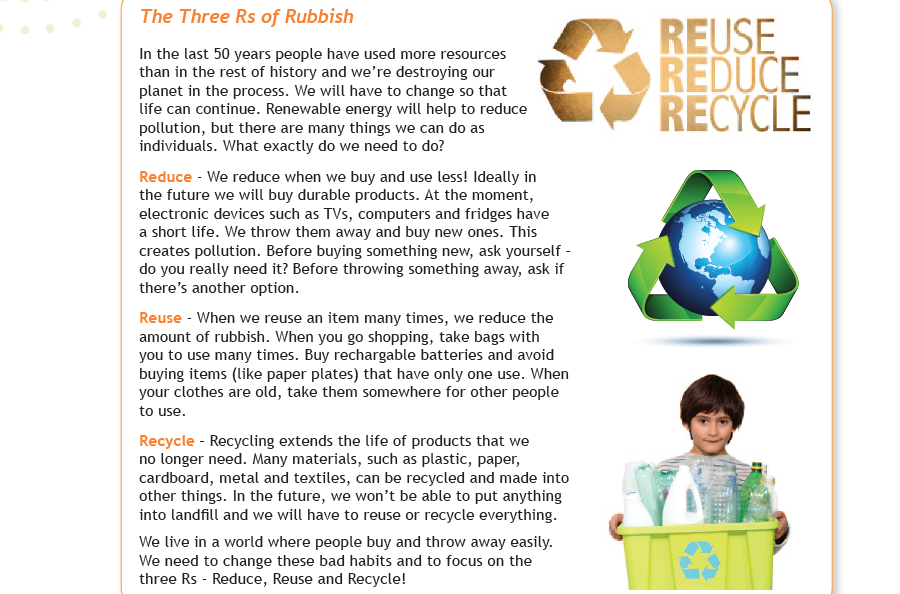 The Three Rs of Rubbish
In the last 50 years people have used more resources
than in the rest of history and we're destroying our
planet in the process. We will have to change so that
life can continue. Renewable energy will help to reduce
pollution, but there are many things we can do as
individuals. What exactly do we need to do?
REUSE
REDUCE
RECYCLE
Reduce - We reduce when we buy and use less! Ideally in
the future we will buy durable products. At the moment,
electronic devices such as TVs, computers and fridges have
a short life. We throw them away and buy new ones. This
creates pollution. Before buying something new, ask yourself –
do you really need it? Before throwing something away, ask if
there's another option.
Reuse - When we reuse an item many times, we reduce the
amount of rubbish. When you go shopping, take bags with
you to use many times. Buy rechargable batteries and avoid
buying items (like paper plates) that have only one use. When
your clothes are old, take them somewhere for other people
to use.
Recycle – Recycling extends the life of products that we
no longer need. Many materials, such as plastic, paper,
cardboard, metal and textiles, can be recycled and made into
other things. In the future, we won't be able to put anything
into landfill and we will have to reuse or recycle everything.
We live in a world where people buy and throw away easily.
We need to change these bad habits and to focus on the
three Rs - Reduce, Reuse and Recycle!